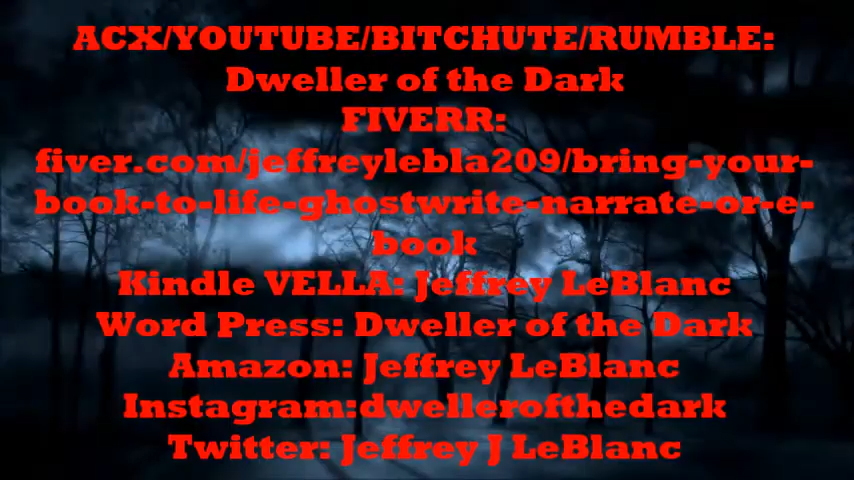 ACX/YOUTUBE/BITCHUTE/RUMBLE:
Dweller of the Dark
FIVERR:
fiver.com/jeffreylebla209/bring-your-
book-to-life-ghostwrite-narrate-or-e-
book
Kindle VELLA: Jeffrey LeBlanc
Word Press: Dweller of the Dark
Amazon: Jeffrey LeBlanc
Instagram:dwellerofthedark
Twitter: Jeffrey J LeBlanc